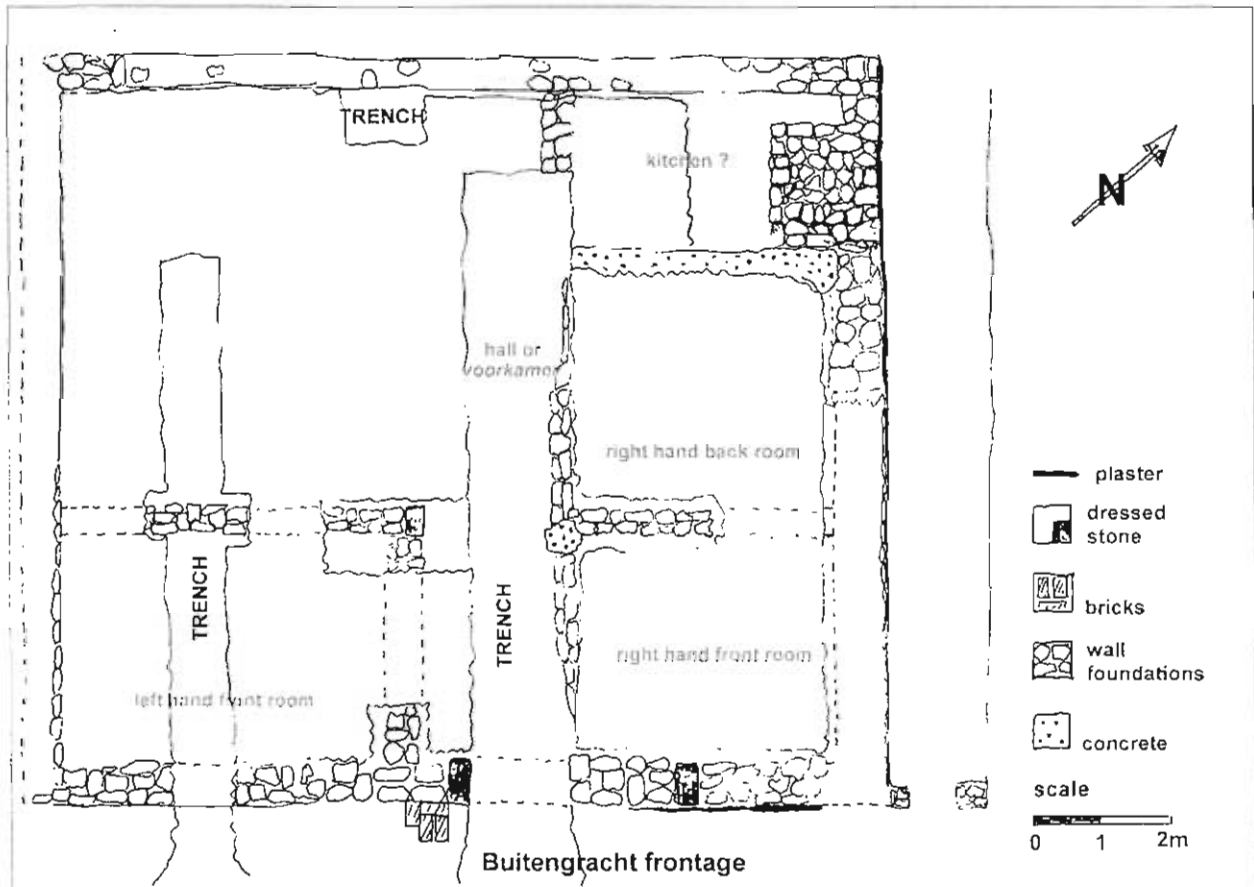 TRENCH
kitchen ?
N
hall or
voorkamer
right hand back room
plaster
dressed
stone
TRENCH
TRENCH
bricks
right hand front room
wall
foundations
left hand front room
concrete
scale
0 1 2m
Buitengracht frontage